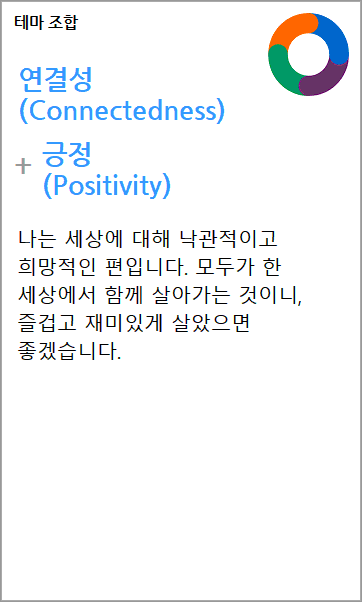 테마 조합
연결성
(Connectedness)
+ 긍정
(Positivity)
나는 세상에 대해 낙관적이고
희망적인 편입니다. 모두가 한
세상에서 함께 살아가는 것이니,
즐겁고 재미있게 살았으면
좋겠습니다.